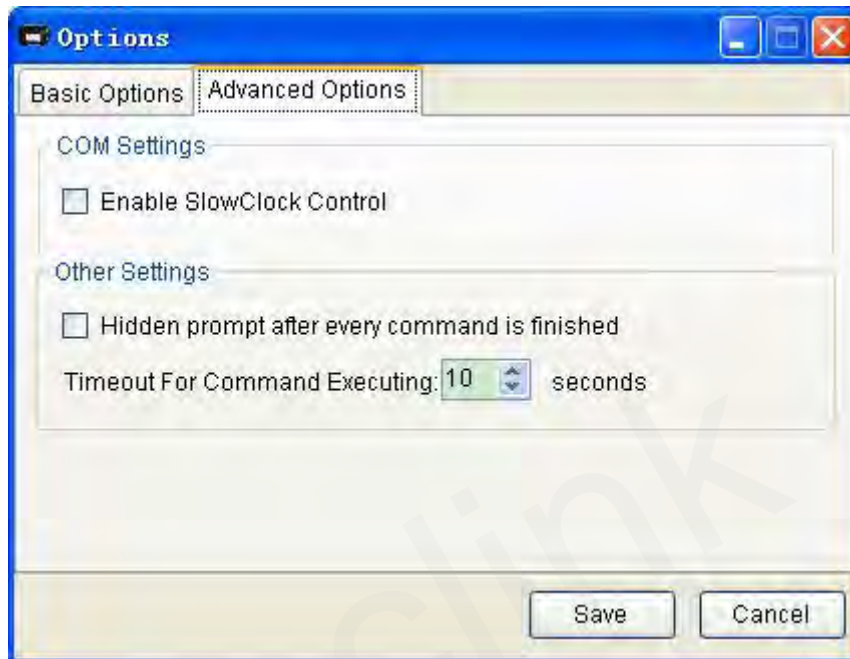 Options
Basic Options Advanced Options
COM Settings
Enable SlowClock Control
Other Settings
Hidden prompt after every command is finished
Timeout For Command Executing: 10 seconds
clink
Save Cancel